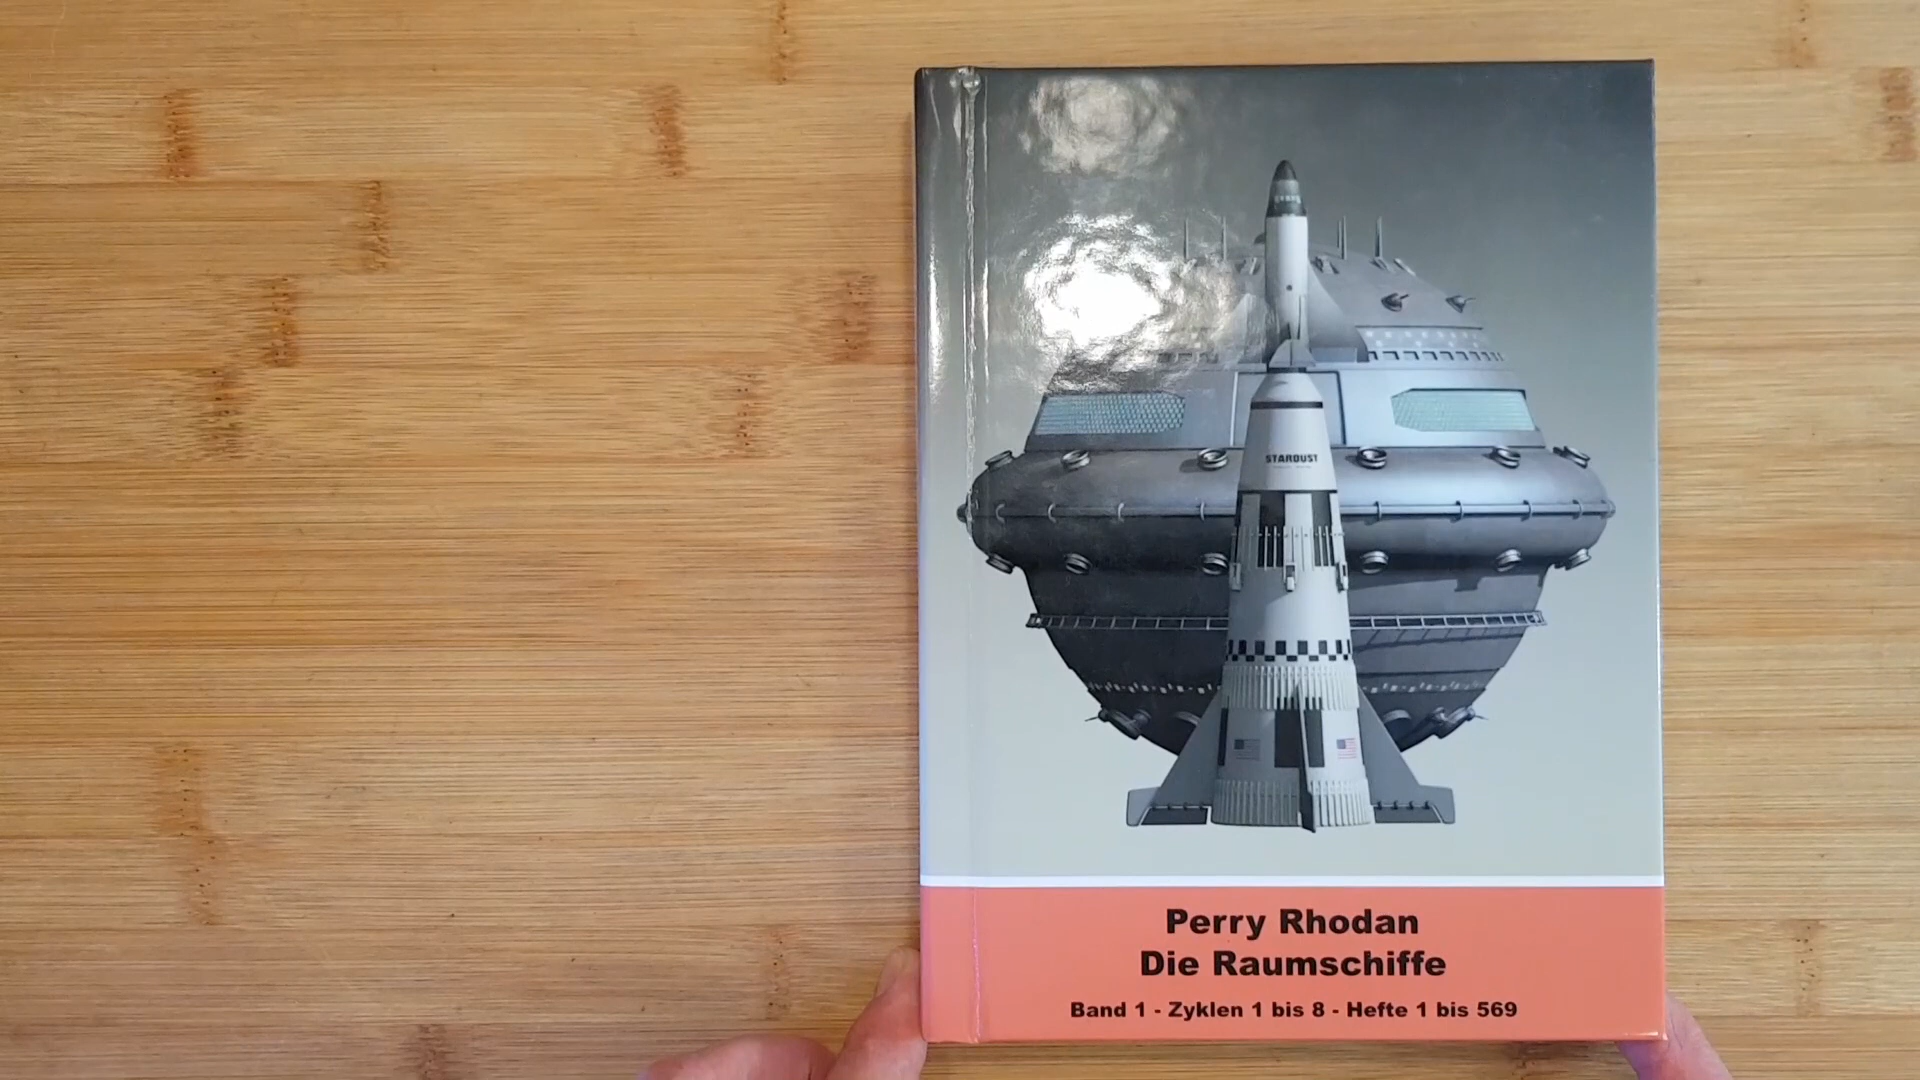 STARDUST
Perry Rhodan
Die Raumschiffe
Band 1 - Zyklen 1 bis 8 - Hefte 1 bis 569